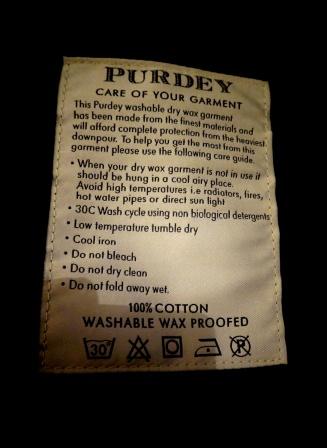 PURDEY
CARE OF YOUR GARMENT
This Purdey washable dry wax garment
has been made from the finest materials and
will afford complete protection from the heaviest
downpour. To help you get the most from this
garment please use the following care guide.
• When your dry wax garment is not in use it
should be hung in a cool airy place.
Avoid high temperatures i.e radiators, fires,
hot water pipes or direct sun light
• 30C Wash cycle using non biological detergents
• Low temperature tumble dry
• Cool iron
• Do not bleach
• Do not dry clean
• Do not fold away wet.
100% COTTON
WASHABLE WAX PROOFED
30° P